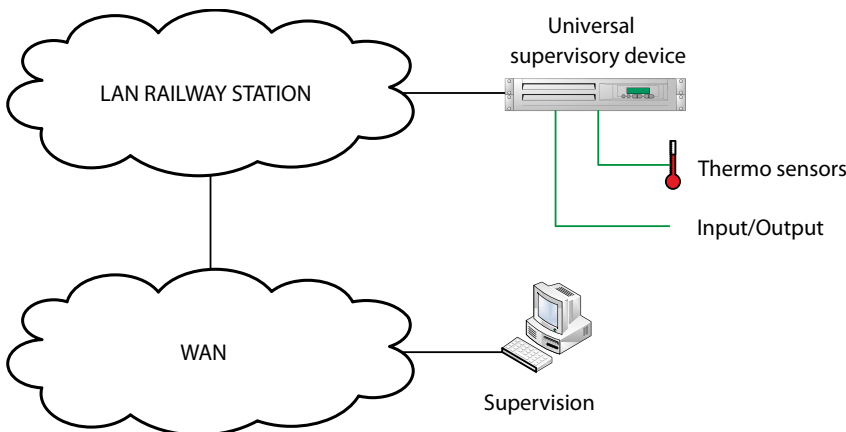 Universal
supervisory device
LAN RAILWAY STATION
Thermo sensors
Input/Output
WAN
Supervision